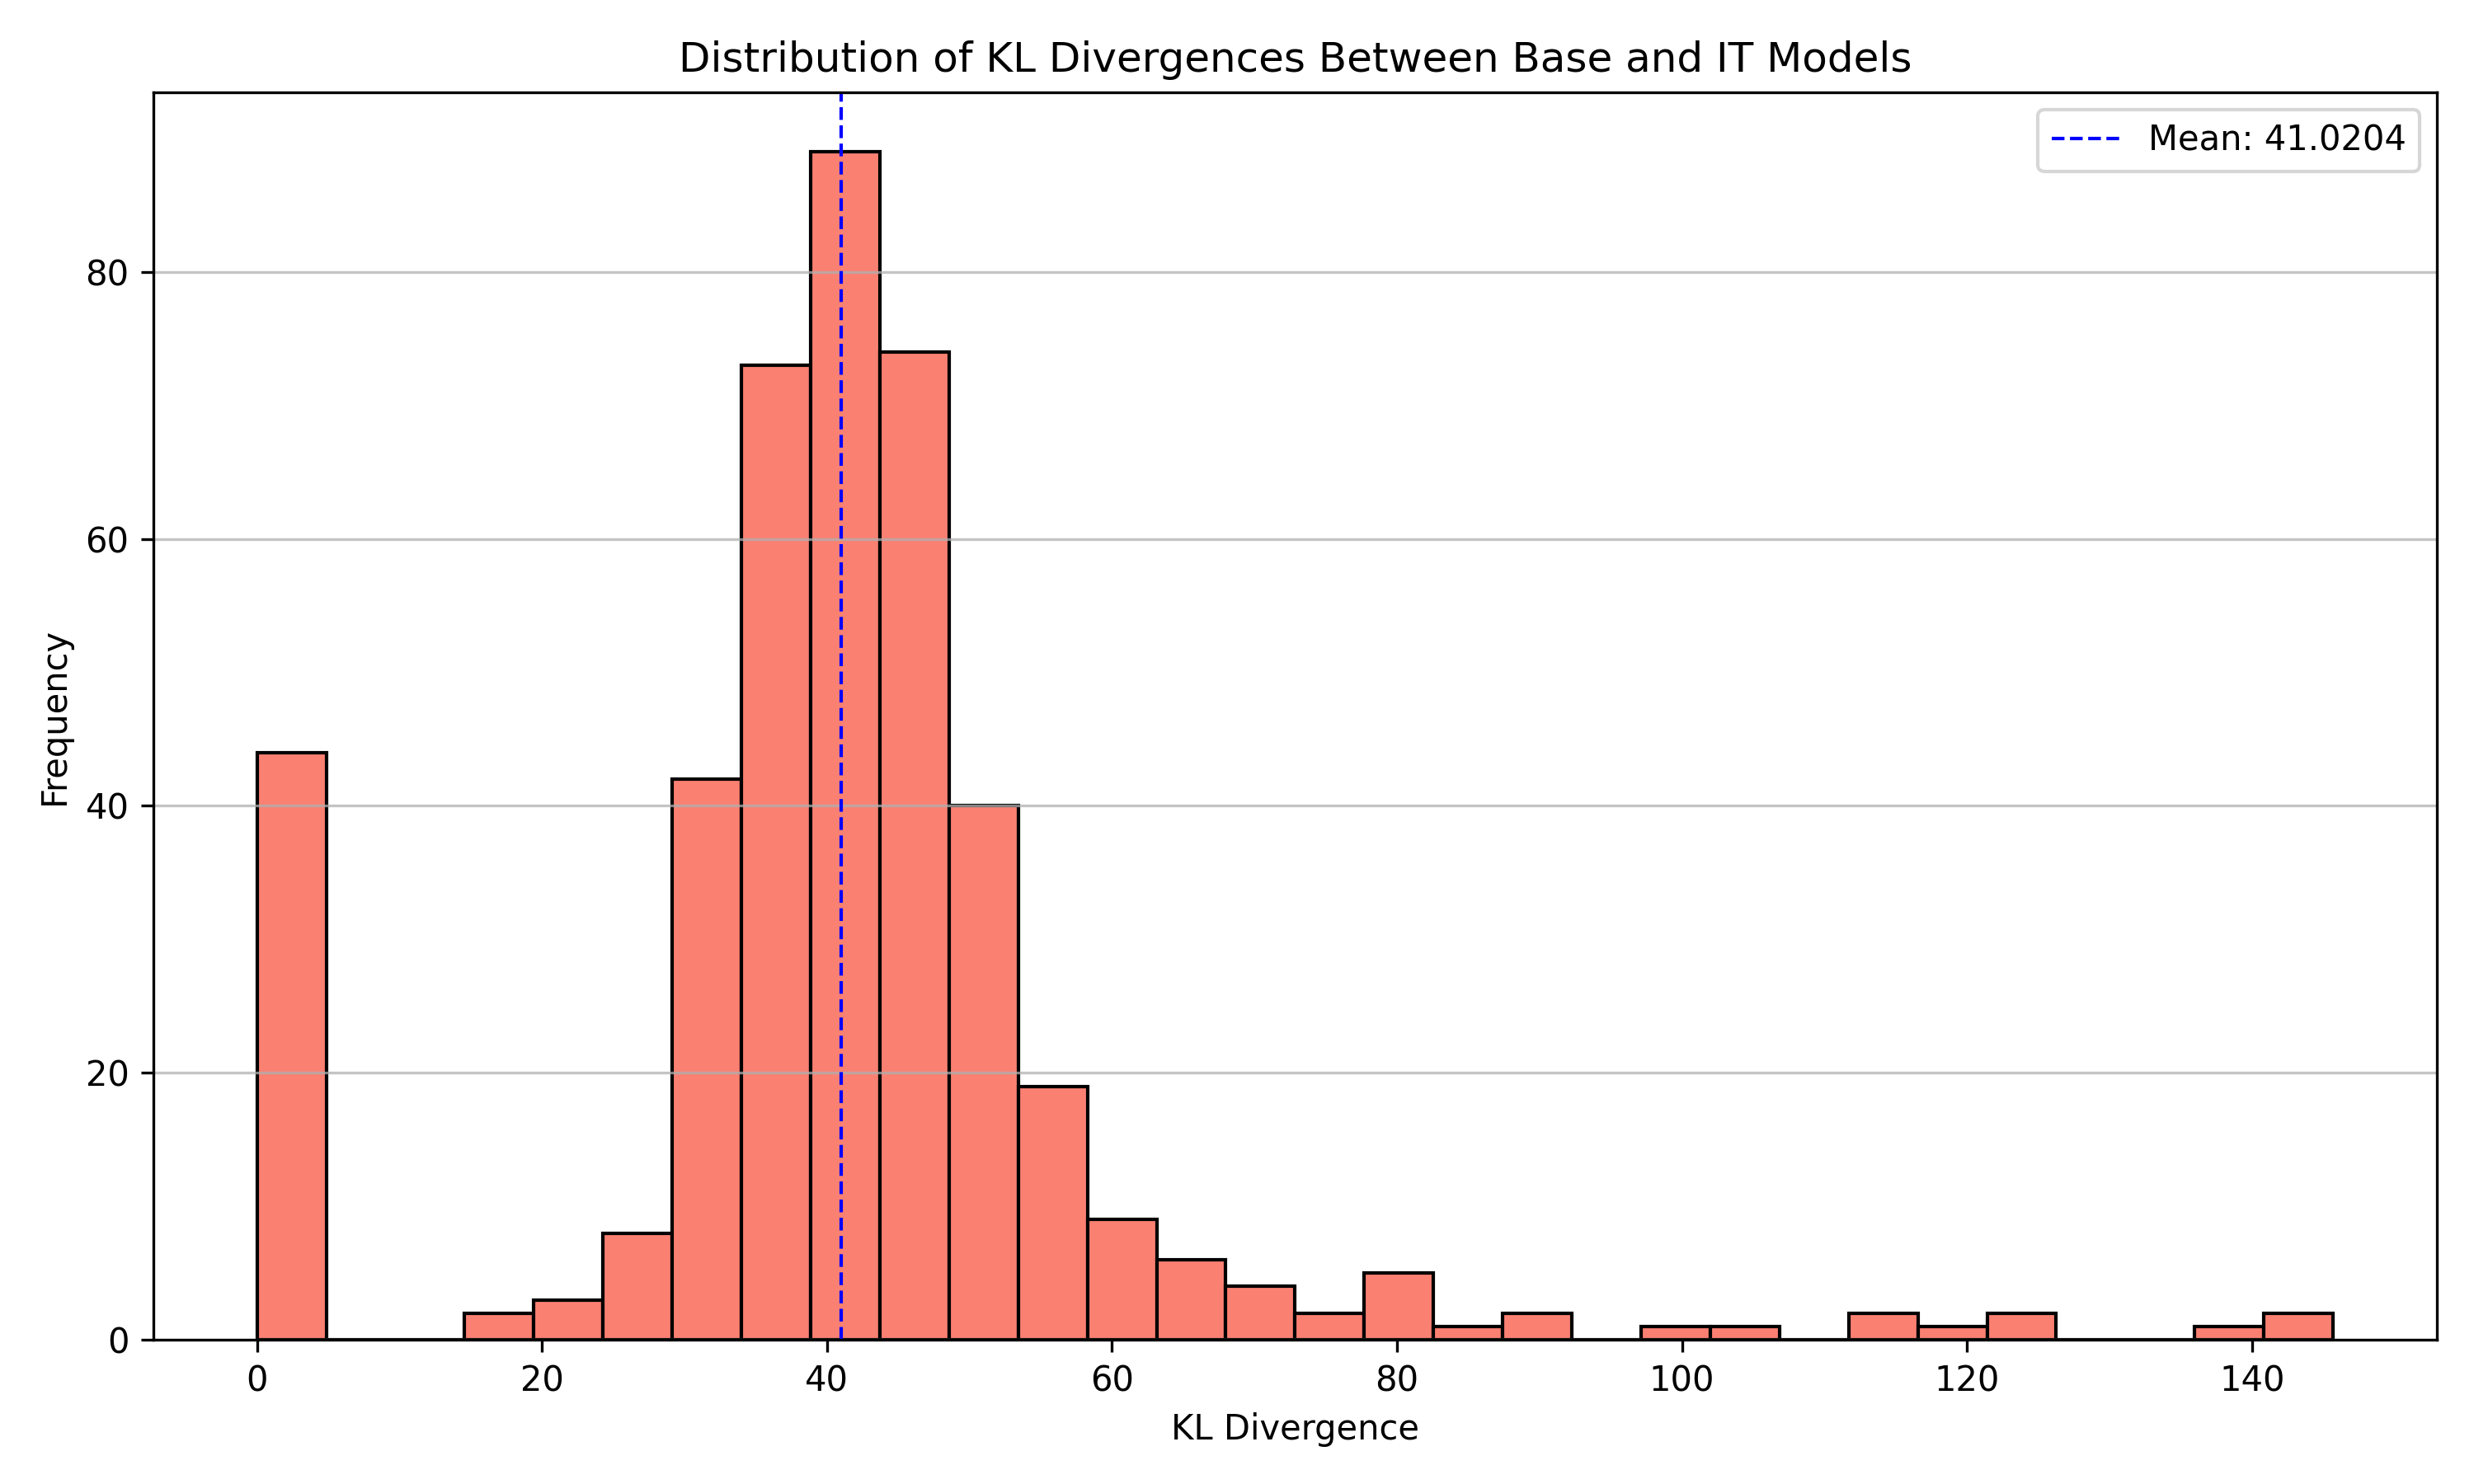 Distribution of KL Divergences Between Base and IT Models
Mean: 41.0204
80
60
40
20
0
Frequency
0 20 40 60 80 100 120 140
KL Divergence